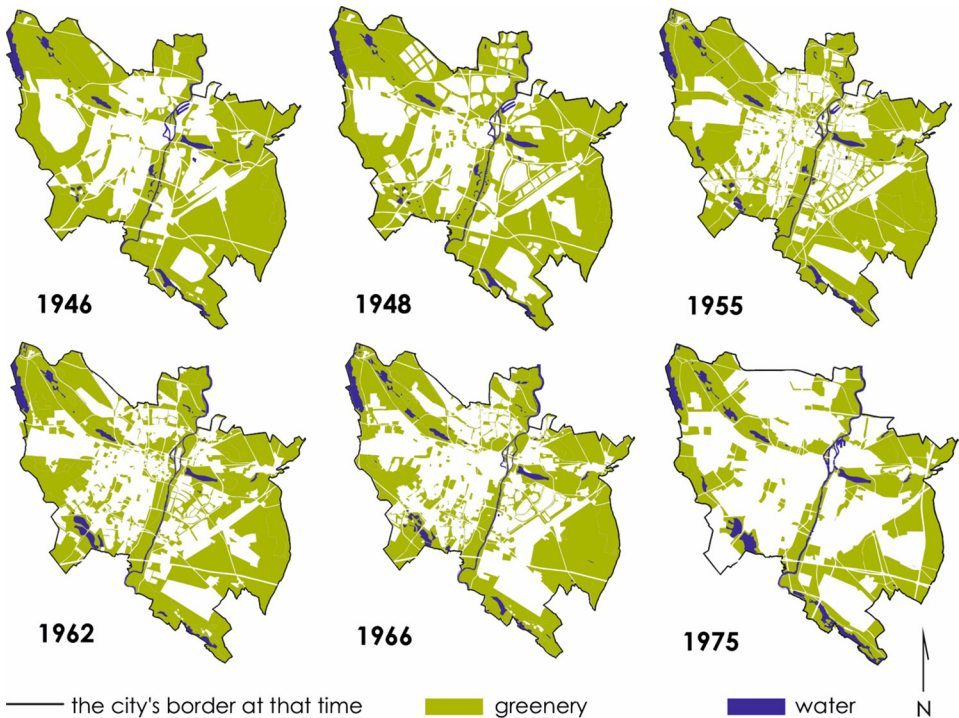 1946
1948
1955
1962
1966
1975
the city's border at that time
greenery
water
N